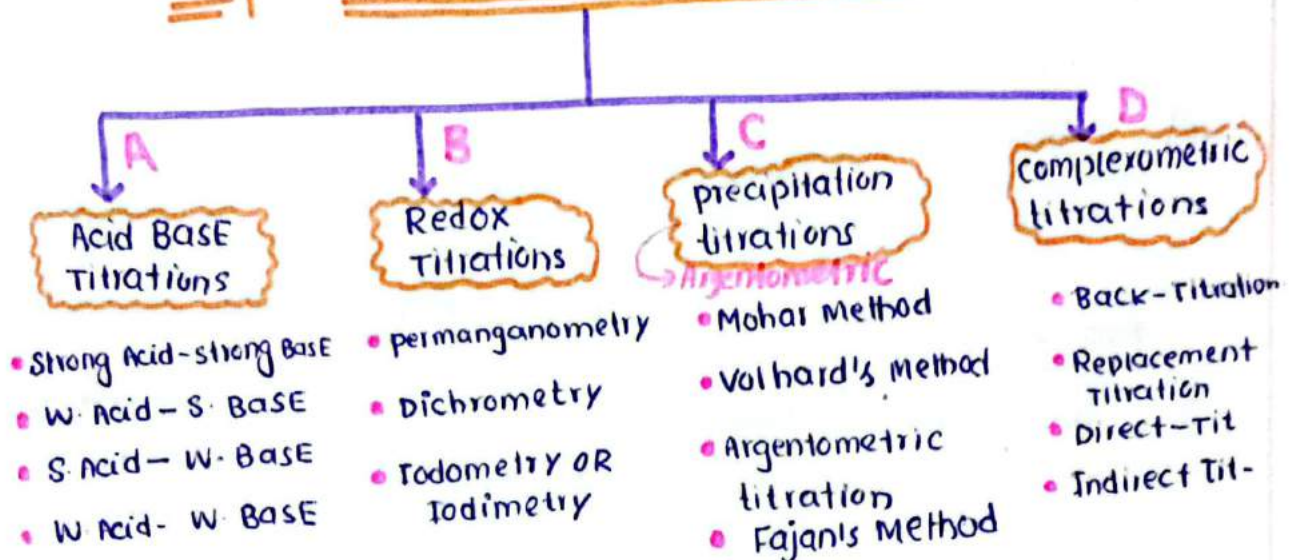 A
B
C
D
Acid BasE
Titrations
Redox
Titrations
precipitation
titrations
Argentometric
complexometric
titrations
• Strong Acid-strong BasE
• W. Acid - S. BasE
• S. Acid - W. BasE
• W. Acid - W. BasE
• permanganometry
• Dichrometry
• Iodometry OR
Iodimetry
• Mohar Method
• Volhard's Method
• Argentometric
titration
• Fajan's Method
• Back-Titration
• Replacement
Titration
• Direct-Tit
• Indirect Tit-